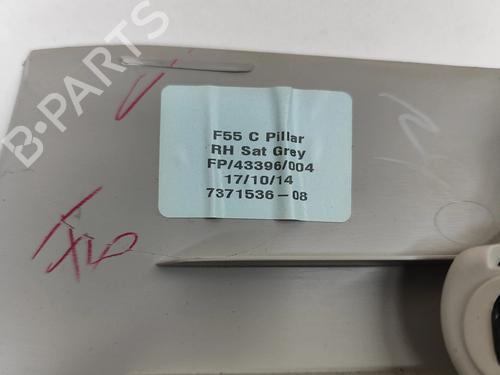 B-PARTS
F55 C Pillar
RH Sat Grey
FP/43396/004
17/10/14
7371536-08